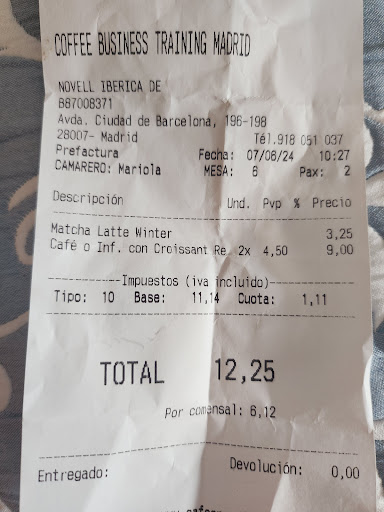 COFFEE BUSINESS TRAINING MADRID
NOVELL IBERICA DE
B87008371
Avda. Ciudad de Barcelona, 196-198
28007- Madrid Tél.918 051 037
Prefactura Fecha: 07/08/24 10:27
CAMARERO: Mariola MESA: 6 Pax: 2
Descripción Und. Pvp % Precio
Matcha Latte Winter 3,25
Café o Inf. con Croissant Re. 2x 4,50 9,00
----------Impuestos (iva incluido)----------
Tipo: 10 Base: 11,14 Cuota: 1,11
TOTAL 12,25
Por comensal: 6,12
Entregado: Devolución: 0,00